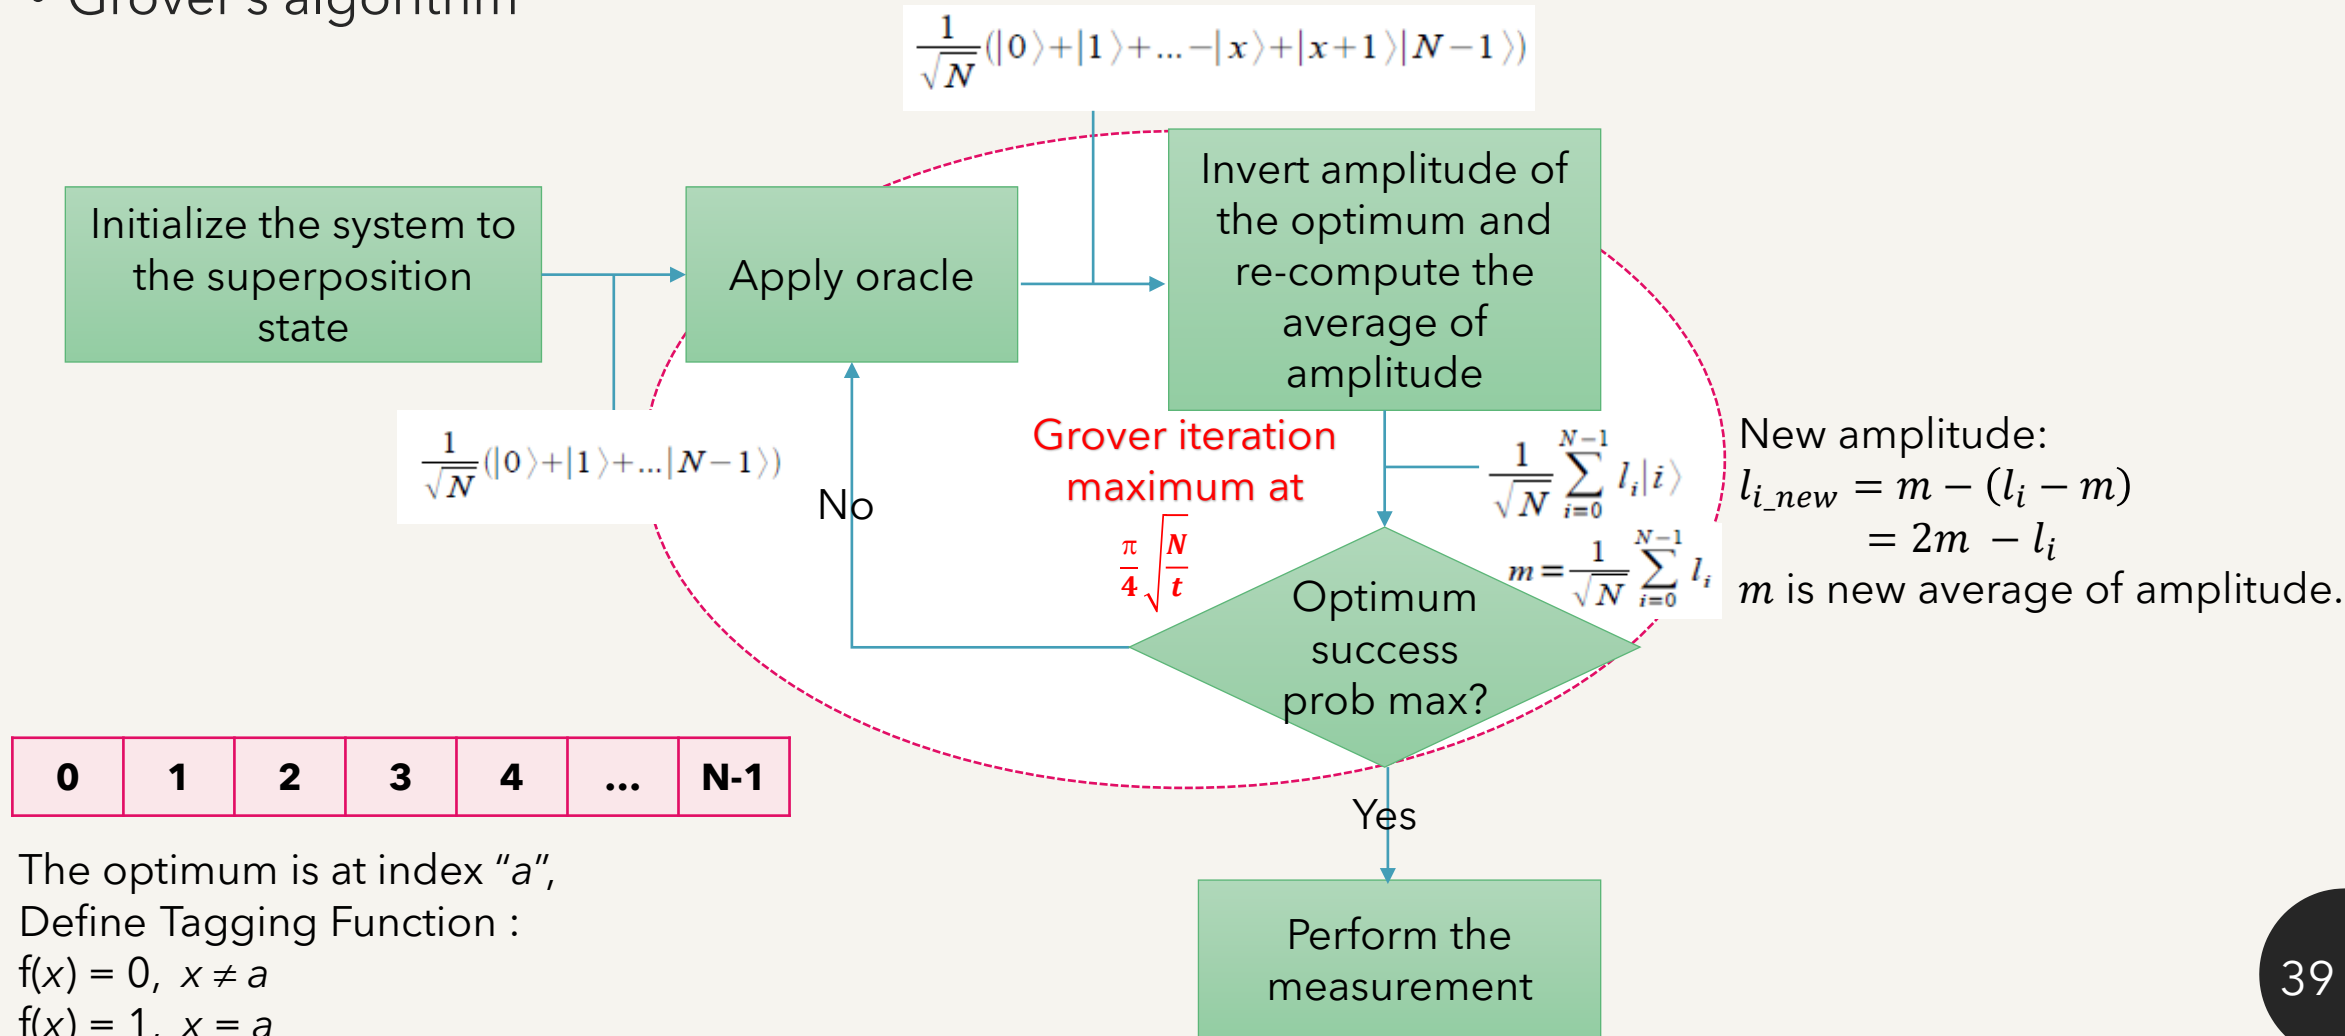 • Grover's algorithm
1/√N (|0⟩+|1⟩+...−|x⟩+|x+1⟩|N−1⟩)
Initialize the system to
the superposition
state
Apply oracle
Invert amplitude of
the optimum and
re-compute the
average of
amplitude
1/√N (|0⟩+|1⟩+...|N−1⟩)
No
Grover iteration
maximum at
π/4 √(N/t)
1/√N ∑_{i=0}^{N−1} l_i|i⟩
m = 1/√N ∑_{i=0}^{N−1} l_i
New amplitude:
l_{i_new} = m − (l_i − m)
= 2m − l_i
m is new average of amplitude.
Optimum
success
prob max?
Yes
Perform the
measurement
0 1 2 3 4 ... N-1
The optimum is at index “a”,
Define Tagging Function :
f(x) = 0, x ≠ a
f(x) = 1, x = a
39